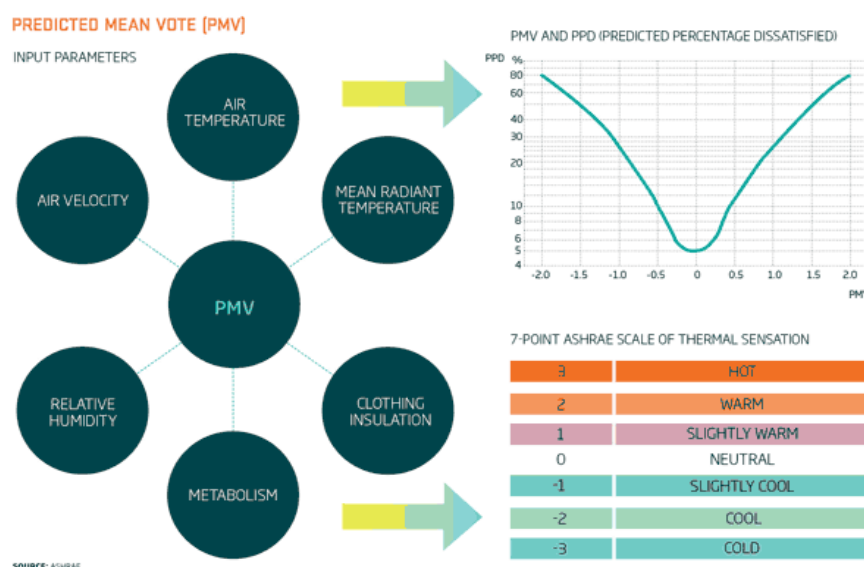 PREDICTED MEAN VOTE (PMV)
INPUT PARAMETERS
AIR
TEMPERATURE
AIR VELOCITY
MEAN RADIANT
TEMPERATURE
PMV
RELATIVE
HUMIDITY
CLOTHING
INSULATION
METABOLISM
SOURCE: ASHRAE
PMV AND PPD (PREDICTED PERCENTAGE DISSATISFIED)
PPD %
80
60
40
30
20
10
8
6
5
4
-2.0 -1.5 -1.0 -0.5 0 0.5 1.0 1.5 2.0
PMV
7-POINT ASHRAE SCALE OF THERMAL SENSATION
3 HOT
2 WARM
1 SLIGHTLY WARM
0 NEUTRAL
-1 SLIGHTLY COOL
-2 COOL
-3 COLD